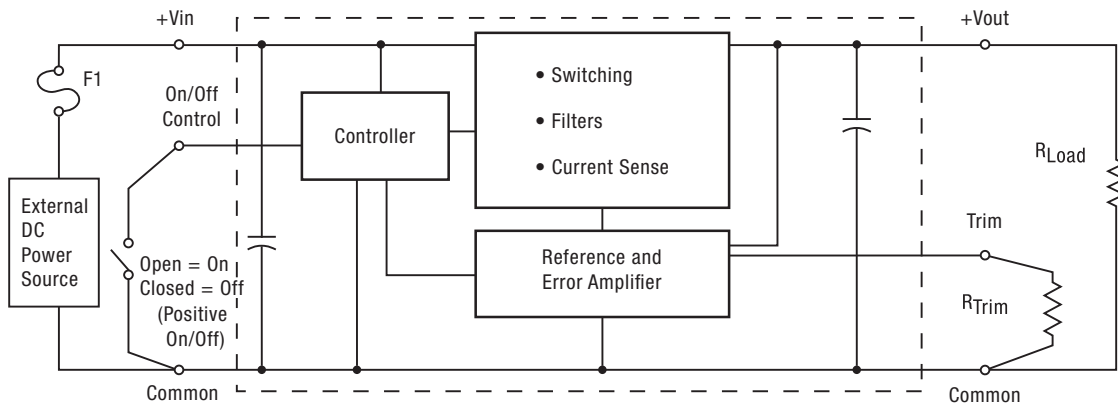 +Vin
+Vout
F1
On/Off
Control
Controller
• Switching
• Filters
• Current Sense
RLoad
External
DC
Power
Source
Open = On
Closed = Off
(Positive
On/Off)
Reference and
Error Amplifier
Trim
RTrim
Common
Common